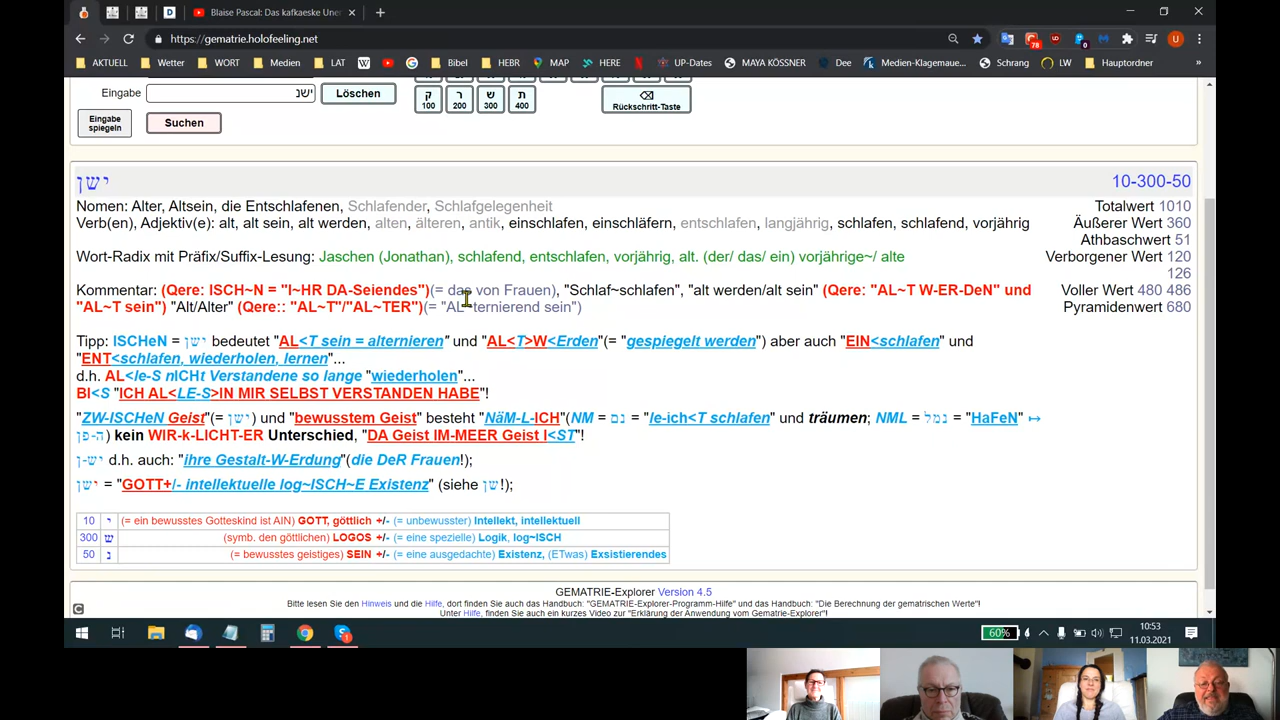 Blaise Pascal: Das kafkaeske Une
https://gematrie.holofeeling.net
78
0
U
AKTUELL Wetter WORT Medien LAT W Bibel HEBR MAP HERE UP-Dates MAYA KÖSSNER Dee Medien-Klagemaue... Schrang LW Hauptordner »
Eingabe ישנ Löschen ק 100 ר 200 ש 300 ת 400 Rückschritt-Taste
Eingabe spiegeln Suchen
ישן 10-300-50
Nomen: Alter, Altsein, die Entschlafenen, Schlafender, Schlafgelegenheit Totalwert 1010
Verb(en), Adjektiv(e): alt, alt sein, alt werden, alten, älteren, antik, einschlafen, einschläfern, entschlafen, langjährig, schlafen, schlafend, vorjährig Äußerer Wert 360
Athbaschwert 51
Wort-Radix mit Präfix/Suffix-Lesung: Jaschen (Jonathan), schlafend, entschlafen, vorjährig, alt. (der/ das/ ein) vorjährige~/ alte Verborgener Wert 120
126
Kommentar: (Qere: ISCH~N = "I~HR DA-Seiendes")(= das von Frauen), "Schlaf~schlafen", "alt werden/alt sein" (Qere: "AL~T W-ER-DeN" und Voller Wert 480 486
"AL~T sein") "Alt/Alter" (Qere:: "AL~T"/"AL~TER")(= "AL~ternierend sein") Pyramidenwert 680
Tipp: ISCHeN = ישן bedeutet "AL<T sein = alternieren" und "AL<T>W<Erden"(= "gespiegelt werden") aber auch "EIN<schlafen" und
"ENT<schlafen, wiederholen, lernen"...
d.h. AL<le-S nICHt Verstandene so lange "wiederholen"...
BI<S "ICH AL<LE-S>IN MIR SELBST VERSTANDEN HABE"!
"ZW-ISCHeN Geist"(= ישן) und "bewusstem Geist" besteht "NäM-L-ICH"(NM = נם = "le-ich<T schlafen" und träumen; NML = נמל = "HaFeN" ↦
ה-פן) kein WIR-k-LICHT-ER Unterschied, "DA Geist IM-MEER Geist I<ST"!
יש-ן d.h. auch: "ihre Gestalt-W-Erdung"(die DeR Frauen!);
ישן = "GOTT+/- intellektuelle log~ISCH~E Existenz" (siehe שן!);
10 י (= ein bewusstes Gotteskind ist AIN) GOTT, göttlich +/- (= unbewusster) Intellekt, intellektuell
300 ש (symb. den göttlichen) LOGOS +/- (= eine spezielle) Logik, log~ISCH
50 נ (= bewusstes geistiges) SEIN +/- (= eine ausgedachte) Existenz, (ETwas) Exsistierendes
GEMATRIE-Explorer Version 4.5
Bitte lesen Sie den Hinweis und die Hilfe, dort finden Sie auch das Handbuch: "GEMATRIE-Explorer-Programm-Hilfe" und das Handbuch: "Die Berechnung der gematrischen Werte"!
Unter Hilfe, finden Sie auch ein kurzes Video zur "Erklärung der Anwendung vom Gematrie-Explorer"!
60% 10:53
11.03.2021